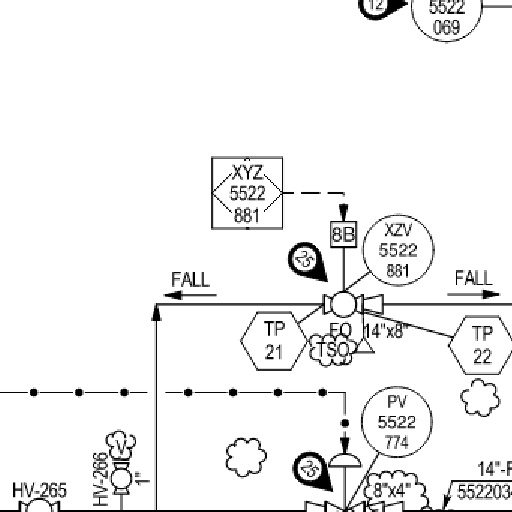 12
5522
069
XYZ
5522
881
8B
XZV
5522
881
25
FALL
FALL
TP
21
FO
14"x8"
TSO
TP
22
PV
5522
774
V
HV-266
1"
25
HV-265
8"x4"
14"-F
552203